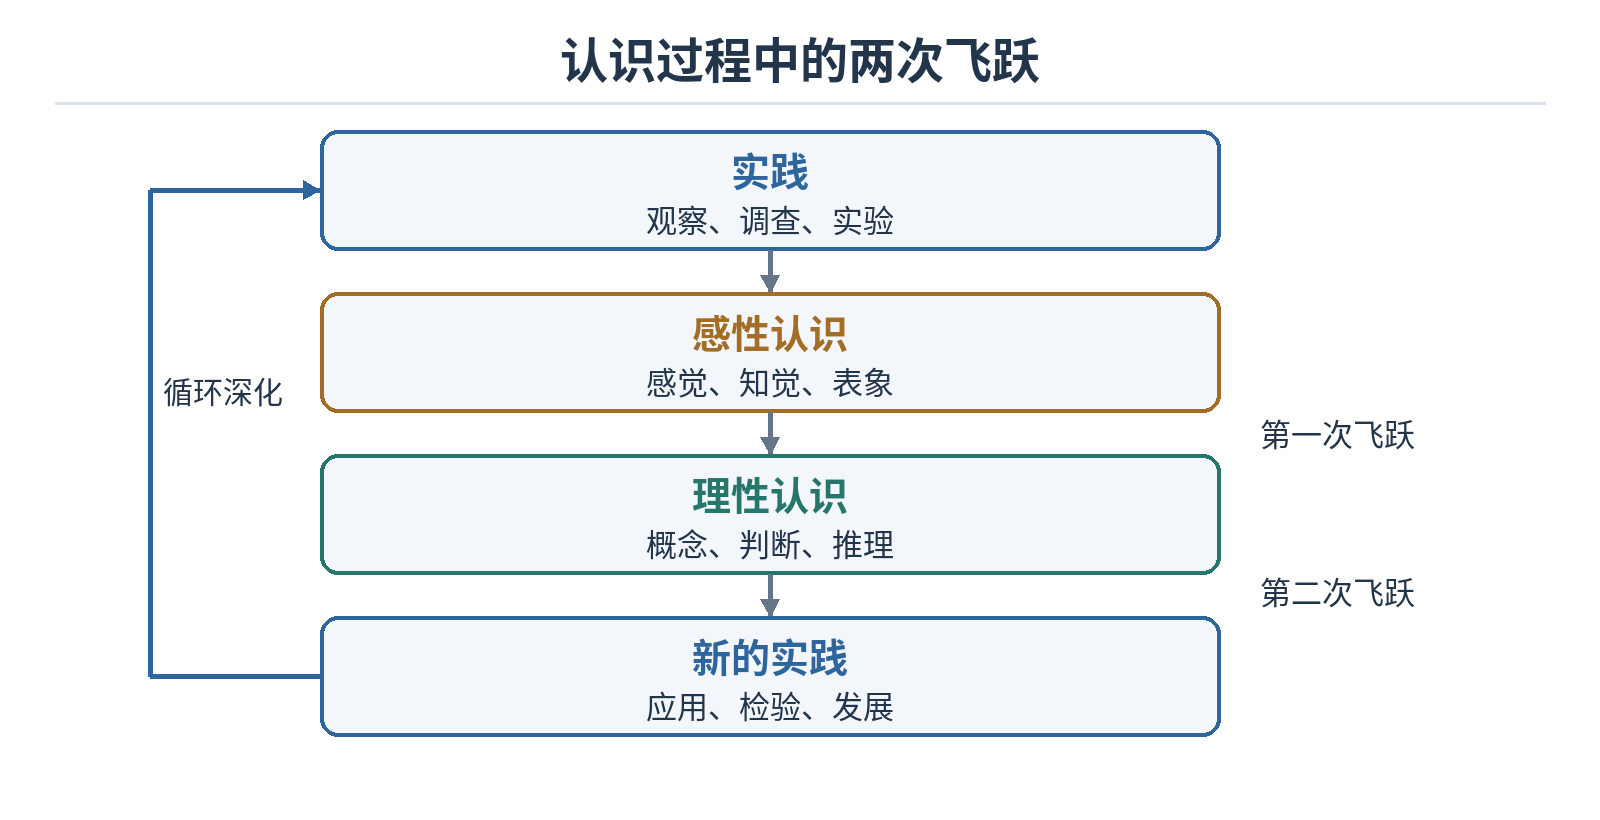 认识过程中的两次飞跃
实践
观察、调查、实验
感性认识
感觉、知觉、表象
循环深化
第一次飞跃
理性认识
概念、判断、推理
第二次飞跃
新的实践
应用、检验、发展